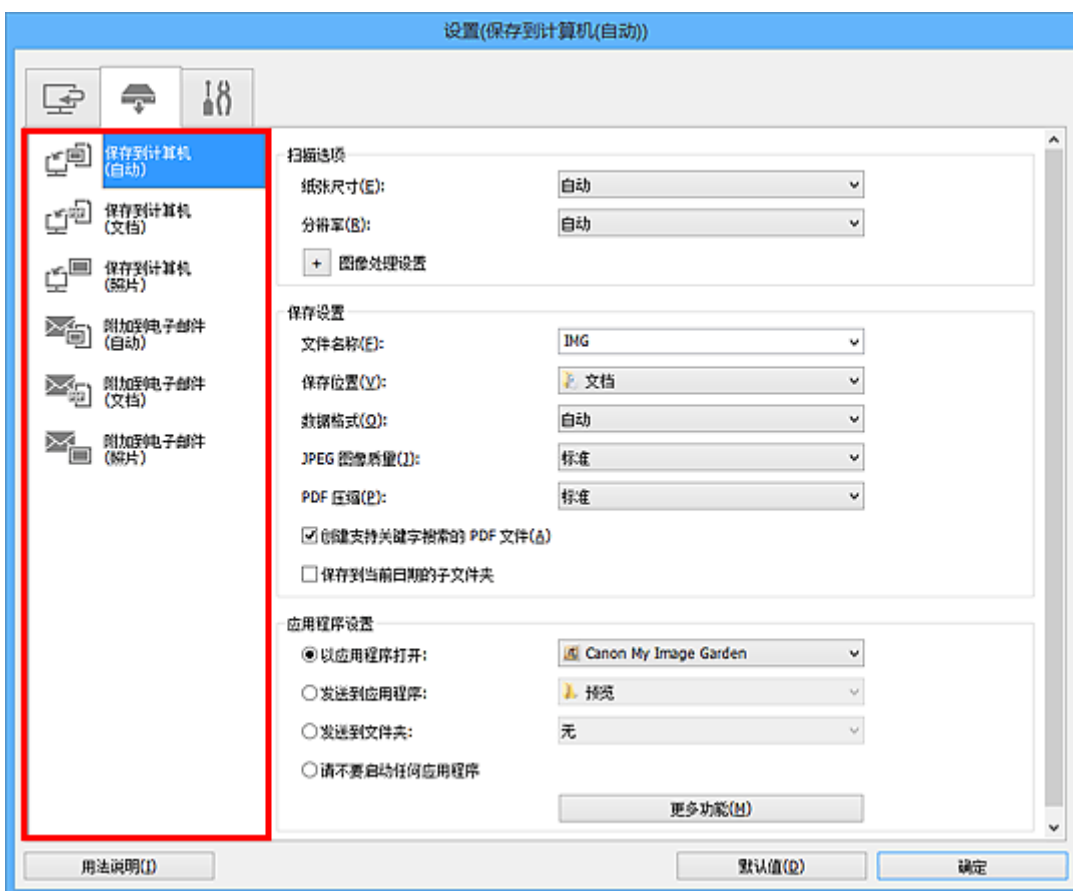 设置(保存到计算机(自动))
保存到计算机
(自动)
保存到计算机
(文档)
保存到计算机
(照片)
附加到电子邮件
(自动)
附加到电子邮件
(文档)
附加到电子邮件
(照片)
扫描选项
纸张尺寸(E): 自动
分辨率(R): 自动
+ 图像处理设置
保存设置
文件名称(F): IMG
保存位置(V): 文档
数据格式(O): 自动
JPEG 图像质量(J): 标准
PDF 压缩(P): 标准
创建支持关键字搜索的 PDF 文件(A)
保存到当前日期的子文件夹
应用程序设置
以应用程序打开: Canon My Image Garden
发送到应用程序: 预览
发送到文件夹: 无
请不要启动任何应用程序
更多功能(M)
用法说明(I) 默认值(D) 确定